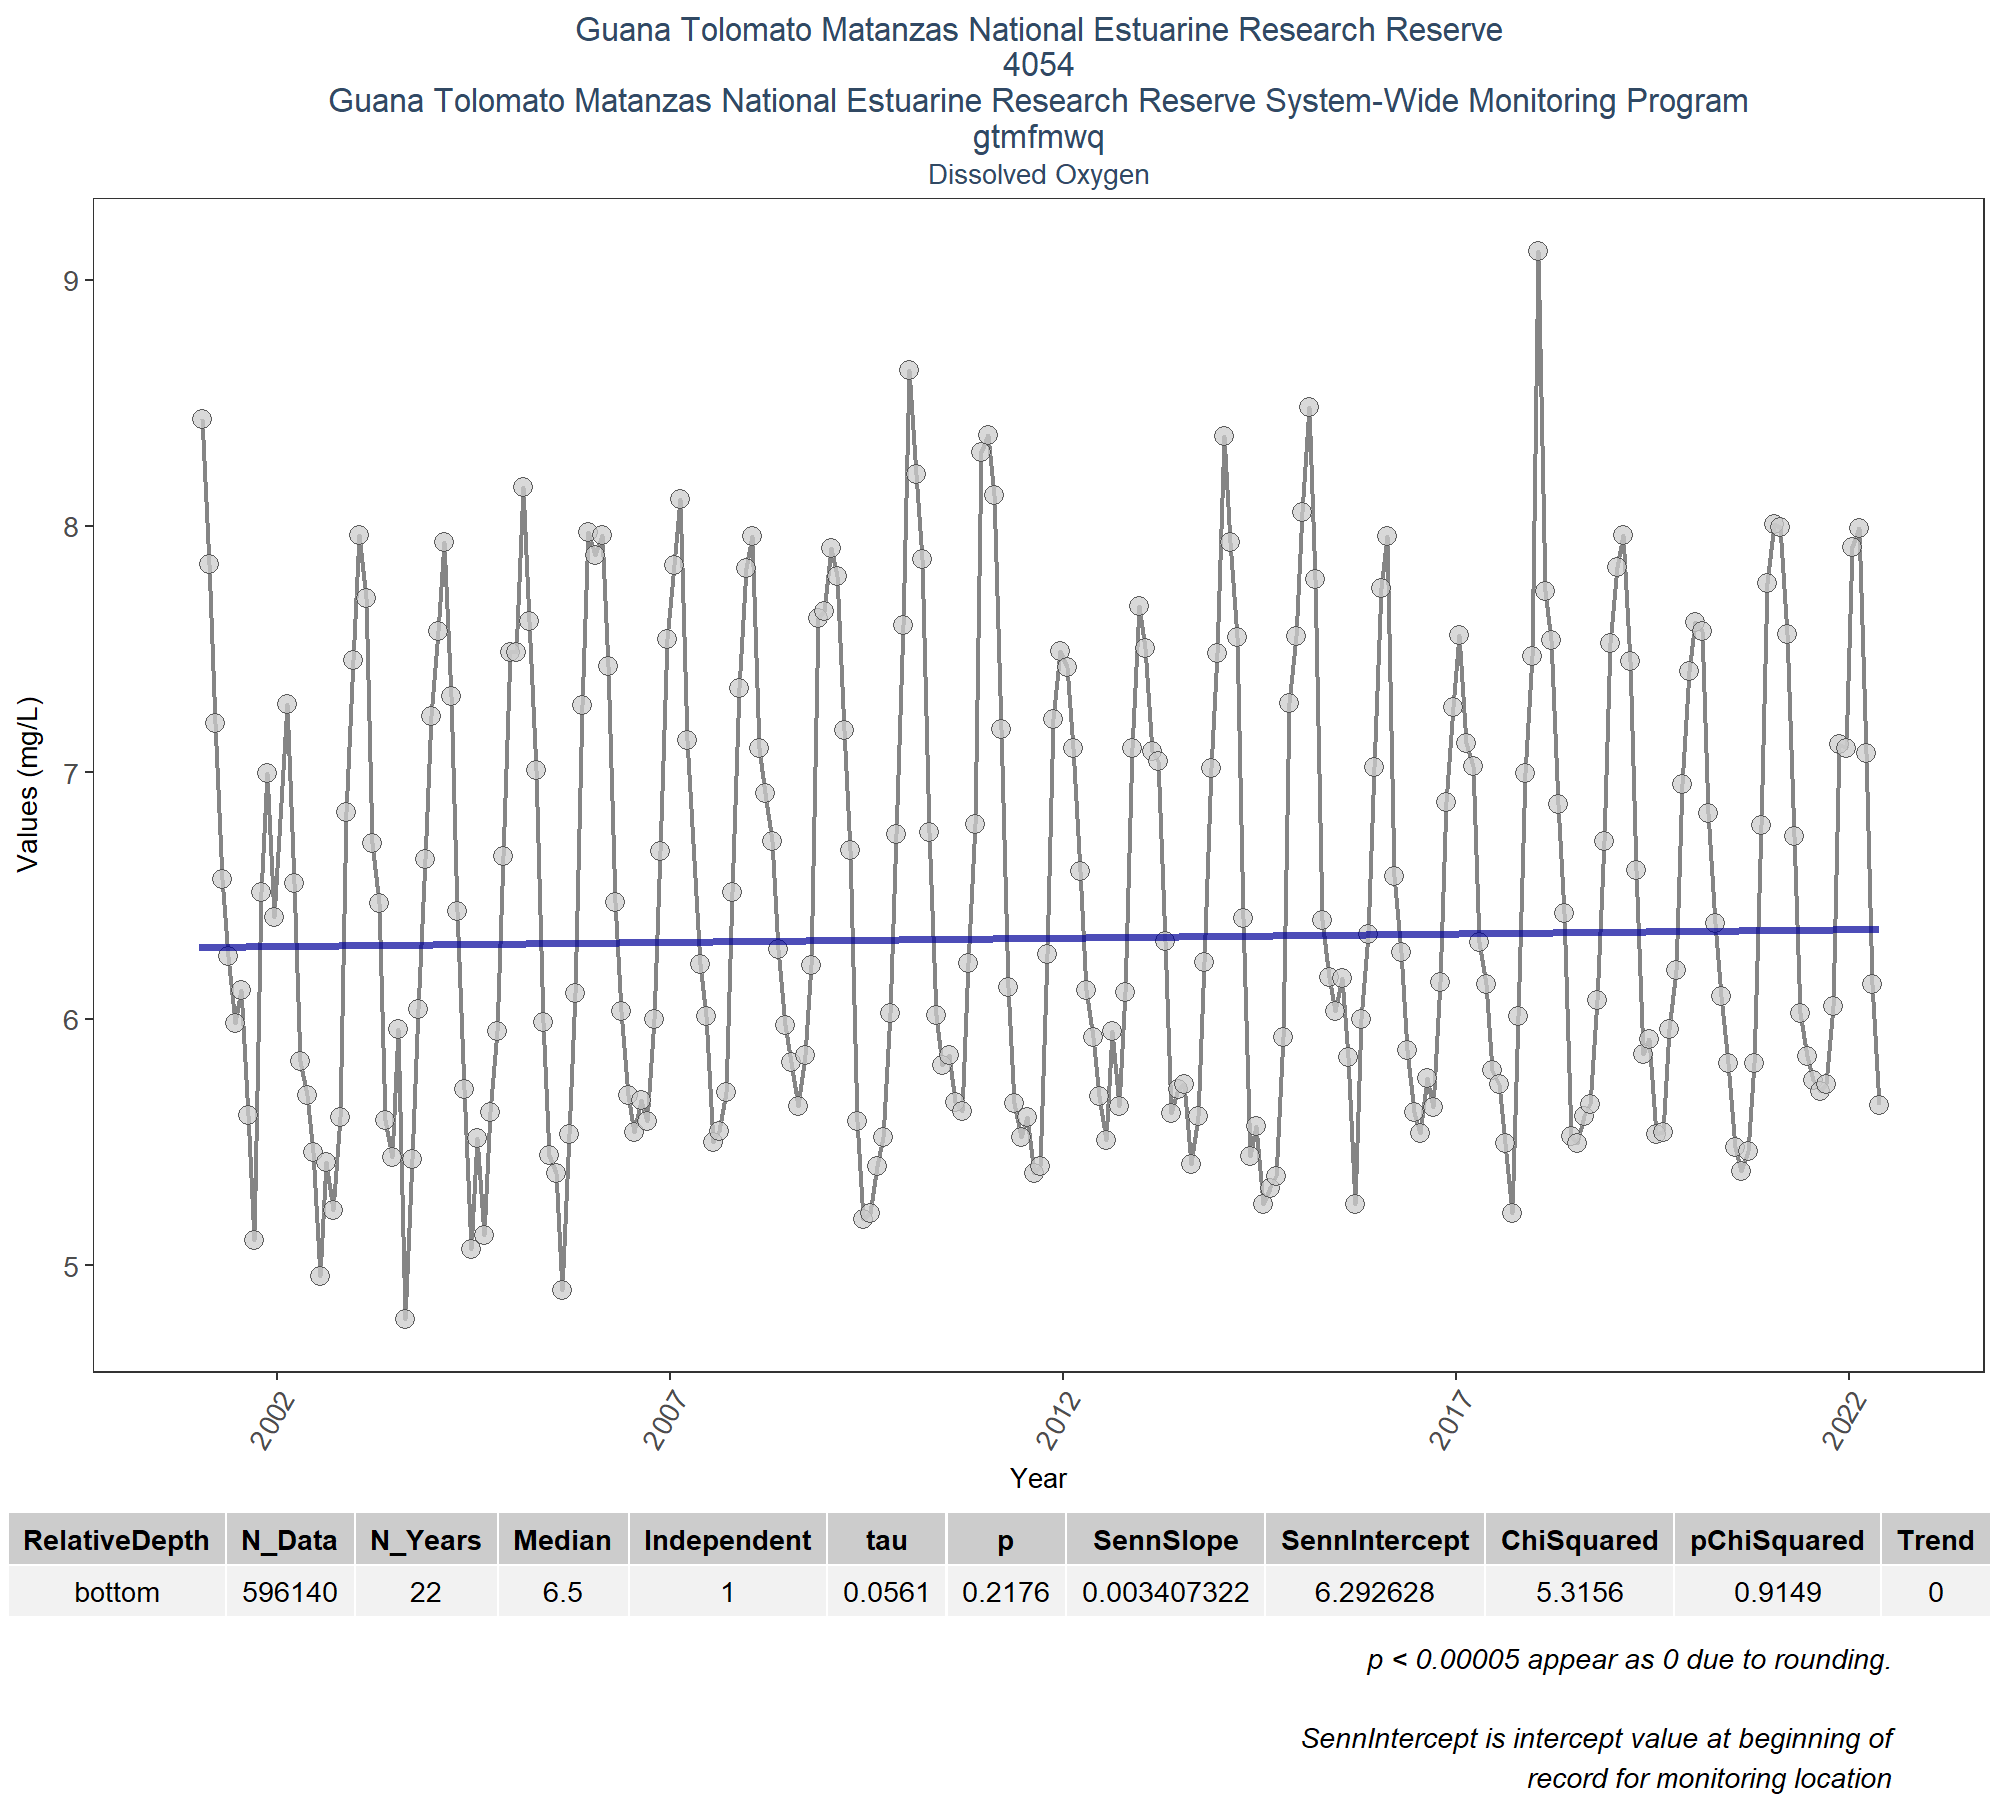 Guana Tolomato Matanzas National Estuarine Research Reserve
4054
Guana Tolomato Matanzas National Estuarine Research Reserve System-Wide Monitoring Program
gtmfmwq
Dissolved Oxygen
Values (mg/L)
9
8
7
6
5
2002 2007 2012 2017 2022
Year
RelativeDepth N_Data N_Years Median Independent tau p SennSlope SennIntercept ChiSquared pChiSquared Trend
bottom 596140 22 6.5 1 0.0561 0.2176 0.003407322 6.292628 5.3156 0.9149 0
p < 0.00005 appear as 0 due to rounding.
SennIntercept is intercept value at beginning of
record for monitoring location